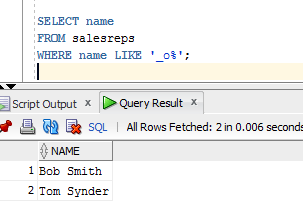 SELECT name
FROM salesreps
WHERE name LIKE '_o%';
Script Output x Query Result x
SQL | All Rows Fetched: 2 in 0.006 seconds
NAME
1 Bob Smith
2 Tom Synder